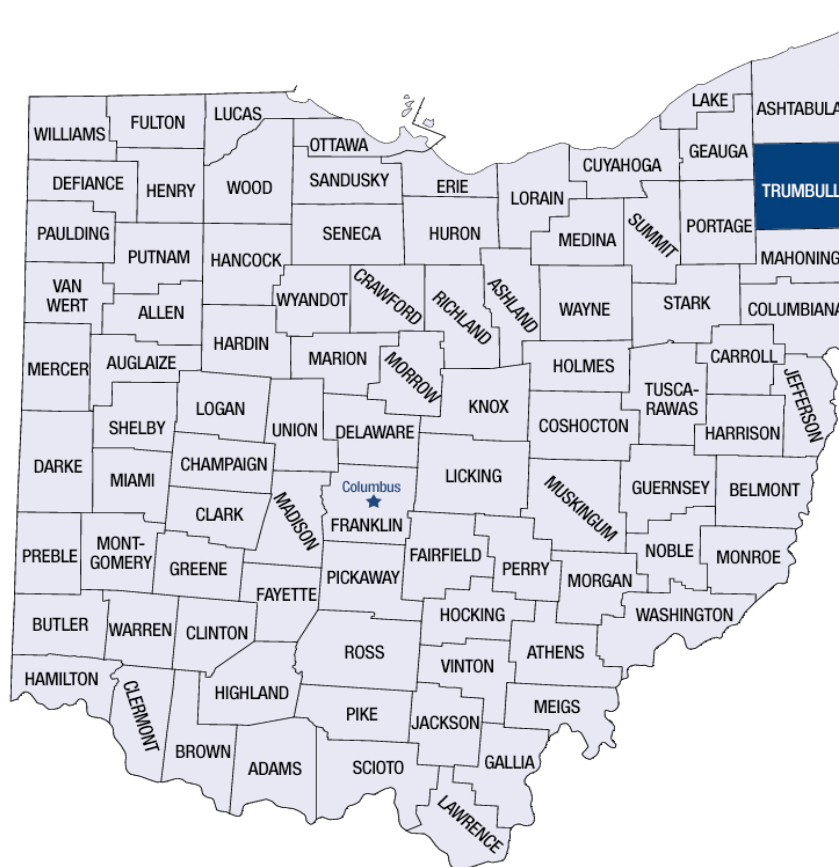 LAKE
ASHTABULA
LUCAS
FULTON
WILLIAMS
OTTAWA
GEAUGA
CUYAHOGA
SANDUSKY
ERIE
DEFIANCE
HENRY
WOOD
TRUMBULL
LORAIN
PORTAGE
SUMMIT
PAULDING
SENECA
HURON
MEDINA
PUTNAM
HANCOCK
MAHONING
VAN
WERT
WYANDOT
CRAWFORD
RICHLAND
ASHLAND
WAYNE
STARK
COLUMBIANA
ALLEN
HARDIN
MARION
MORROW
HOLMES
CARROLL
AUGLAIZE
MERCER
JEFFERSON
TUSCA-
RAWAS
LOGAN
KNOX
SHELBY
UNION
DELAWARE
COSHOCTON
HARRISON
DARKE
CHAMPAIGN
MIAMI
LICKING
Columbus
GUERNSEY
BELMONT
MUSKINGUM
CLARK
MADISON
FRANKLIN
PREBLE
MONT-
GOMERY
GREENE
FAIRFIELD
PERRY
NOBLE
MONROE
PICKAWAY
MORGAN
FAYETTE
HOCKING
WASHINGTON
BUTLER
WARREN
CLINTON
ROSS
ATHENS
VINTON
HAMILTON
CLERMONT
HIGHLAND
MEIGS
PIKE
JACKSON
BROWN
ADAMS
SCIOTO
GALLIA
LAWRENCE